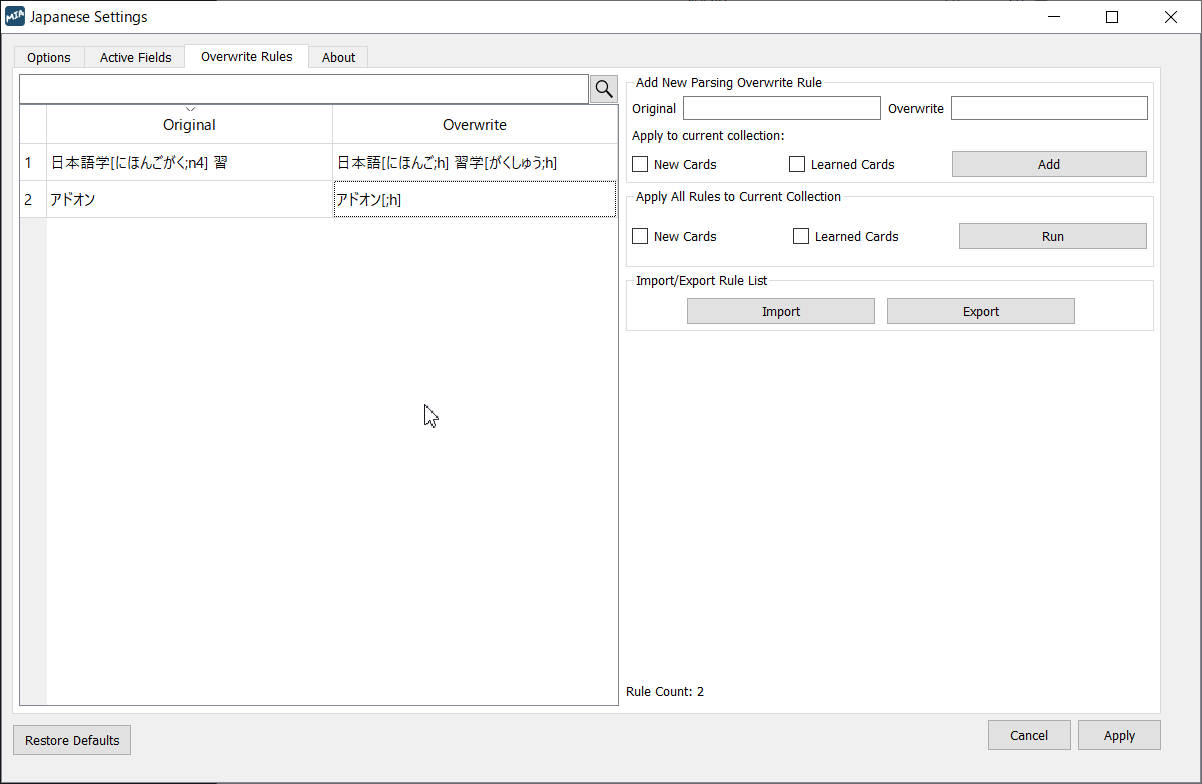 MIA Japanese Settings
Options Active Fields Overwrite Rules About
Original Overwrite
1 日本語学[にほんごがく;n4] 習 日本語[にほんご;h] 習学[がくしゅう;h]
2 アドオン アドオン[;h]
Add New Parsing Overwrite Rule
Original Overwrite
Apply to current collection:
New Cards Learned Cards Add
Apply All Rules to Current Collection
New Cards Learned Cards Run
Import/Export Rule List
Import Export
Rule Count: 2
Restore Defaults Cancel Apply